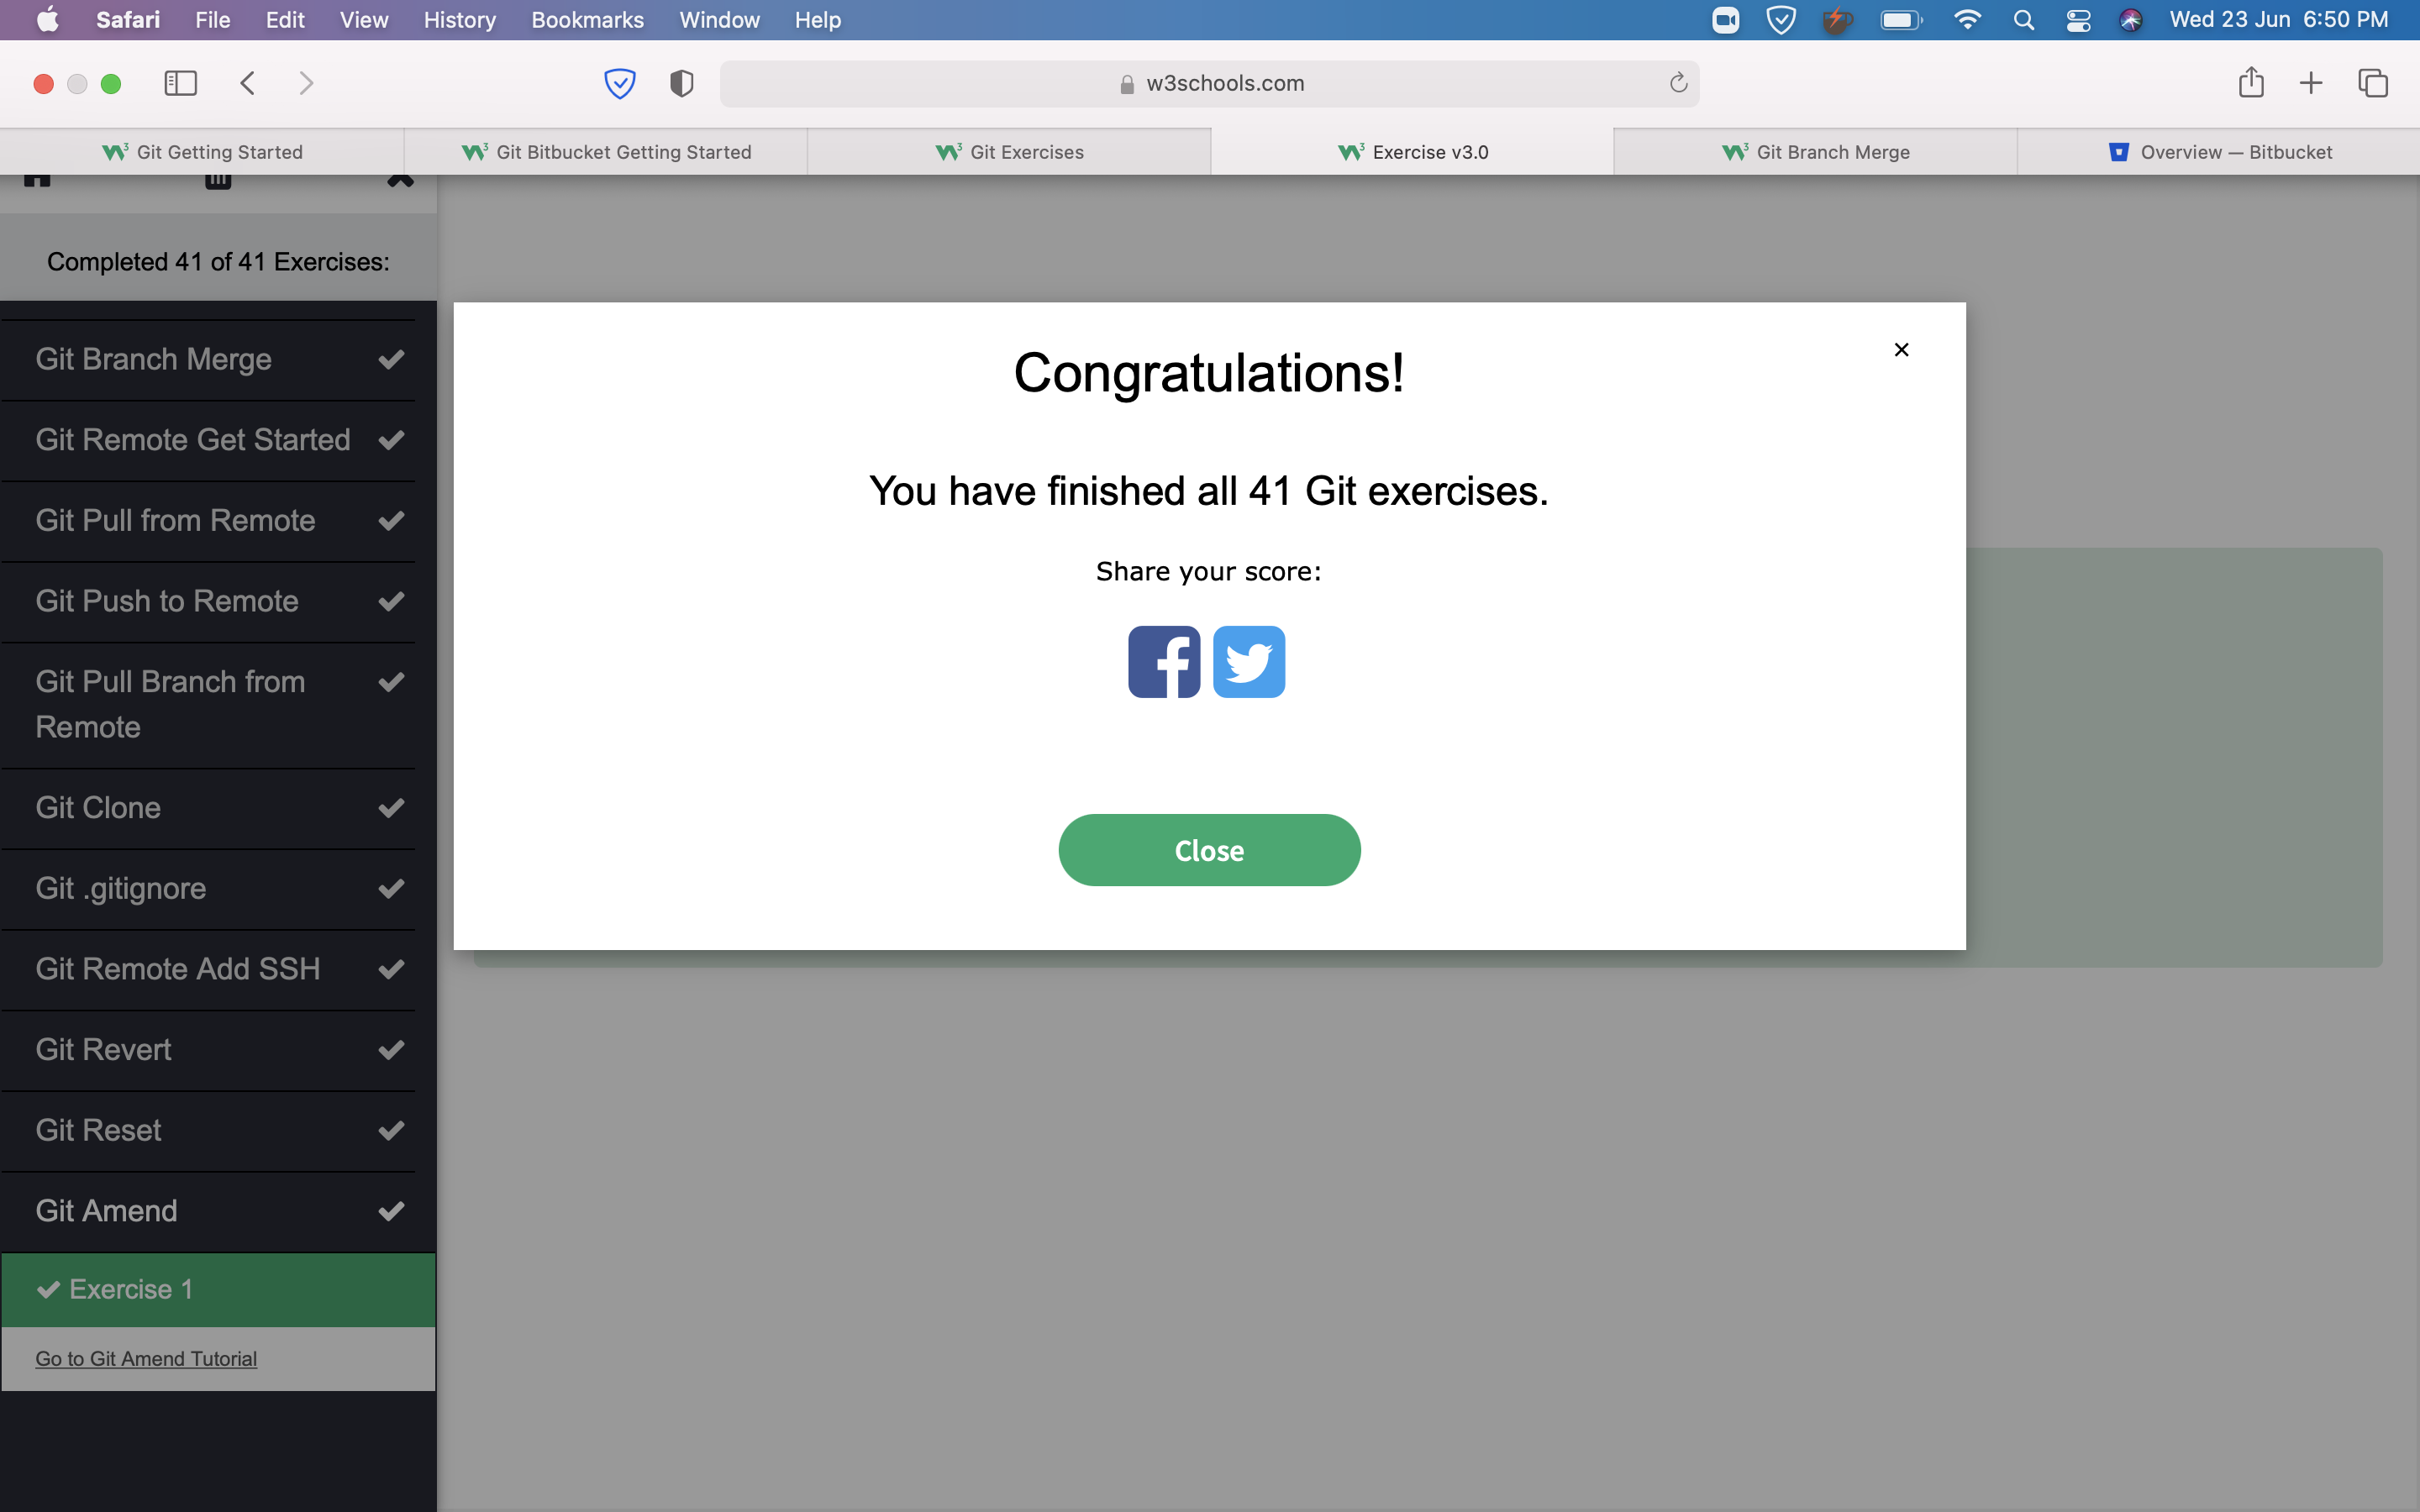 Safari File Edit View History Bookmarks Window Help Wed 23 Jun 6:50 PM
w3schools.com
Git Getting Started
Git Bitbucket Getting Started
Git Exercises
Exercise v3.0
Git Branch Merge
Overview — Bitbucket
Completed 41 of 41 Exercises:
Git Branch Merge
Git Remote Get Started
Git Pull from Remote
Git Push to Remote
Git Pull Branch from
Remote
Git Clone
Git .gitignore
Git Remote Add SSH
Git Revert
Git Reset
Git Amend
Exercise 1
Go to Git Amend Tutorial
Congratulations!
You have finished all 41 Git exercises.
Share your score:
Close